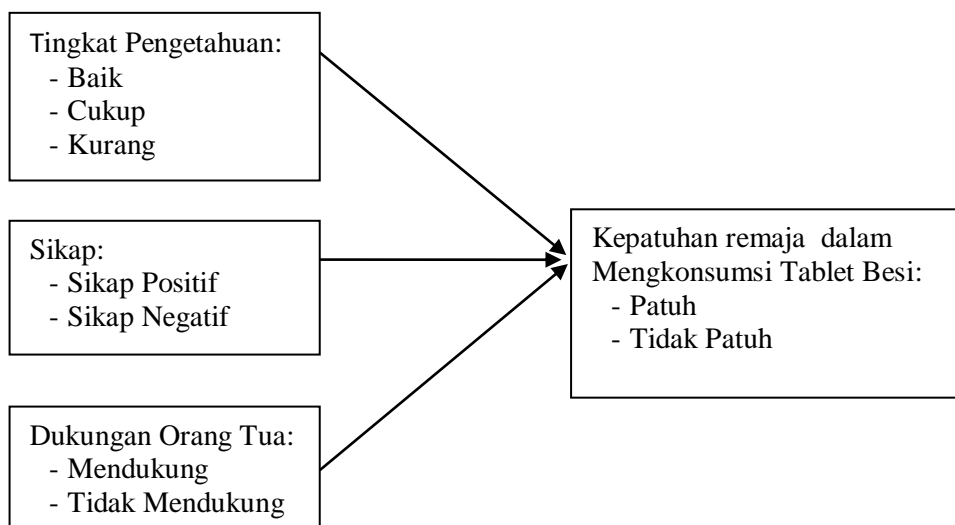 Tingkat Pengetahuan:
- Baik
- Cukup
- Kurang
Sikap:
- Sikap Positif
- Sikap Negatif
Dukungan Orang Tua:
- Mendukung
- Tidak Mendukung
Kepatuhan remaja dalam
Mengkonsumsi Tablet Besi:
- Patuh
- Tidak Patuh